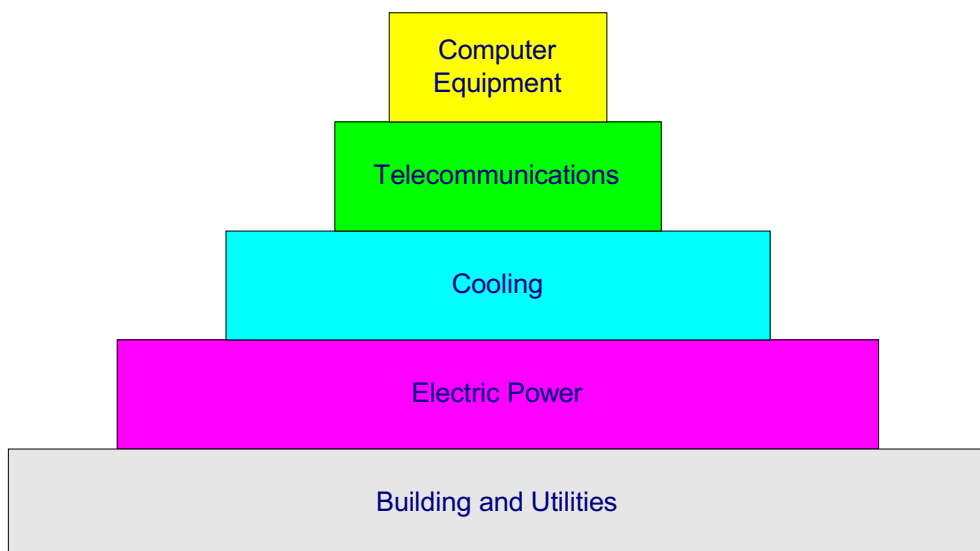 Computer
Equipment
Telecommunications
Cooling
Electric Power
Building and Utilities